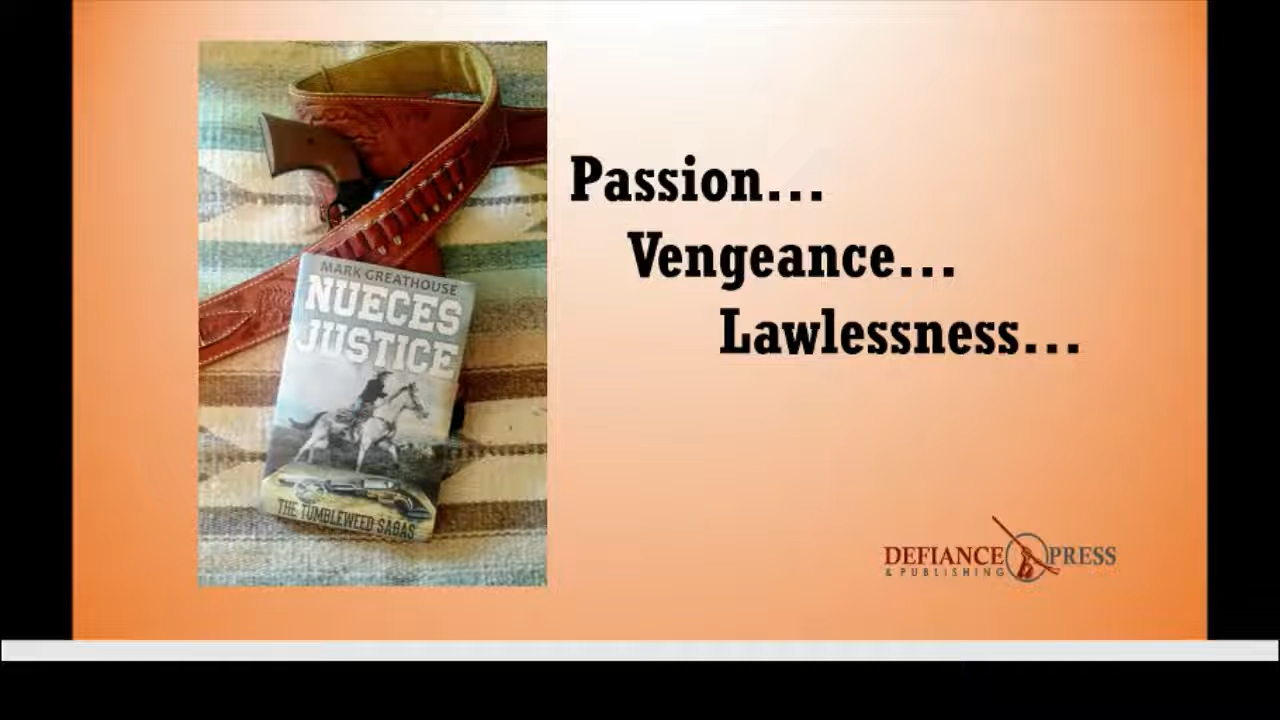 MARK GREATHOUSE
NUECES
JUSTICE
THE TUMBLEWEED SAGAS
Passion...
Vengeance...
Lawlessness...
DEFIANCE PRESS
& PUBLISHING